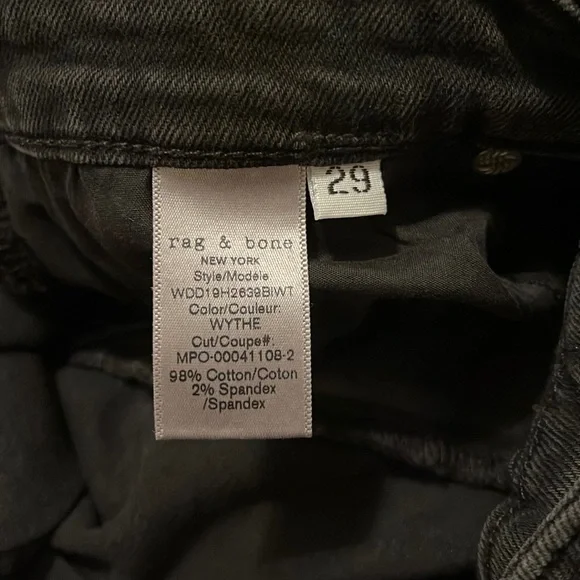 29
rag & bone
NEW YORK
Style/Modèle
WDD19H2639BIWT
Color/Couleur:
WYTHE
Cut/Coupe#:
MPO-00041108-2
98% Cotton/Coton
2% Spandex
/Spandex